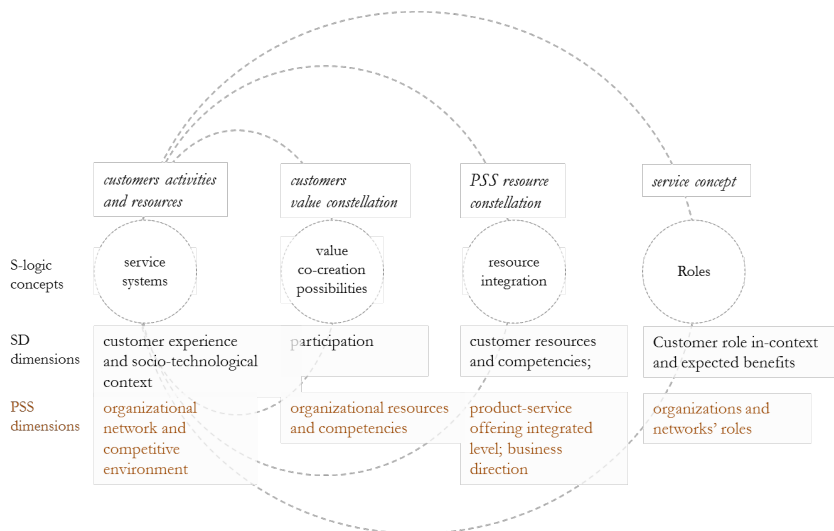 customers activities
and resources
customers
value constellation
PSS resource
constellation
service concept
S-logic
concepts
service
systems
value
co-creation
possibilities
resource
integration
Roles
SD
dimensions
customer experience
and socio-technological
context
participation
customer resources
and competencies;
Customer role in-context
and expected benefits
PSS
dimensions
organizational
network and
competitive
environment
organizational resources
and competencies
product-service
offering integrated
level; business
direction
organizations and
networks’ roles